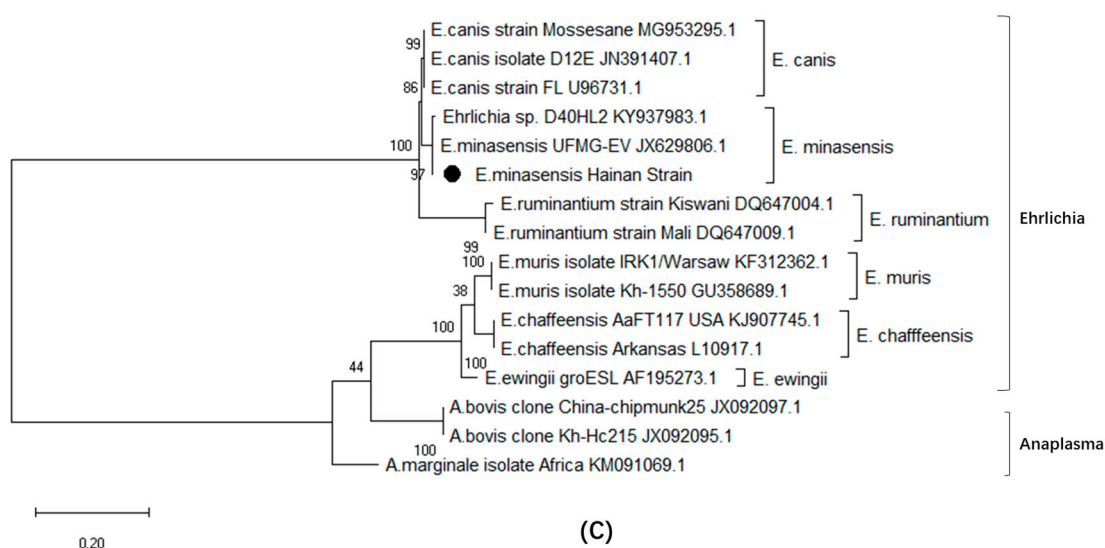 E.canis strain Mossesane MG953295.1
99
E.canis isolate D12E JN391407.1
E. canis
86
E.canis strain FL U96731.1
Ehrlichia sp. D40HL2 KY937983.1
100
E.minasensis UFMG-EV JX629806.1
E. minasensis
97
E.minasensis Hainan Strain
E.ruminantium strain Kiswani DQ647004.1
E. ruminantium
Ehrlichia
E.ruminantium strain Mali DQ647009.1
99
100
E.muris isolate IRK1/Warsaw KF312362.1
E. muris
38
E.muris isolate Kh-1550 GU358689.1
E.chaffeensis AaFT117 USA KJ907745.1
100
E. chafffeensis
E.chaffeensis Arkansas L10917.1
44
100
E.ewingii groESL AF195273.1
E. ewingii
A.bovis clone China-chipmunk25 JX092097.1
A.bovis clone Kh-Hc215 JX092095.1
Anaplasma
100
A.marginale isolate Africa KM091069.1
0.20
(C)